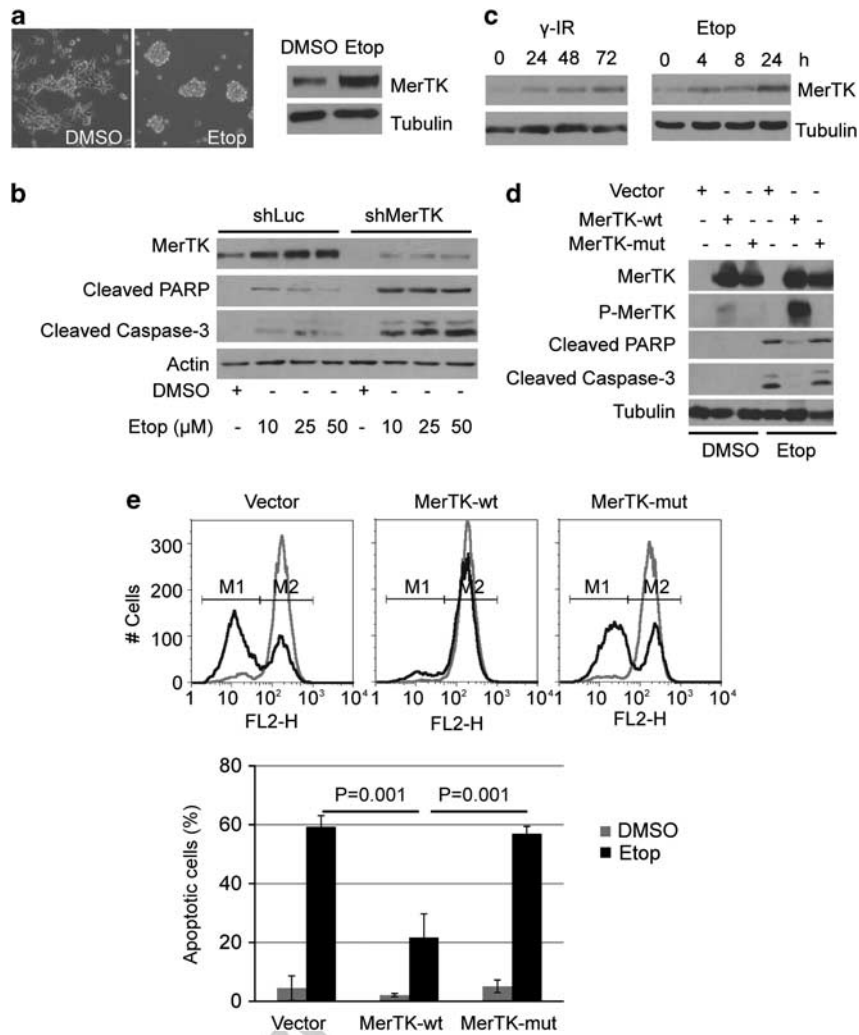 a
DMSO
Etop
DMSO Etop
MerTK
Tubulin
c
γ-IR
0 24 48 72
Etop
0 4 8 24 h
MerTK
Tubulin
b
shLuc shMerTK
MerTK
Cleaved PARP
Cleaved Caspase-3
Actin
DMSO + - - - + - - -
Etop (µM) - 10 25 50 - 10 25 50
d
Vector + - - + - -
MerTK-wt - + - - + -
MerTK-mut - - + - - +
MerTK
P-MerTK
Cleaved PARP
Cleaved Caspase-3
Tubulin
DMSO Etop
e
Vector MerTK-wt MerTK-mut
# Cells
300
200
100
0
M1 M2
M1 M2
M1 M2
1 10¹ 10² 10³ 10⁴
1 10¹ 10² 10³ 10⁴
1 10¹ 10² 10³ 10⁴
FL2-H FL2-H FL2-H
Apoptotic cells (%)
80
60
40
20
0
P=0.001 P=0.001
DMSO
Etop
Vector MerTK-wt MerTK-mut